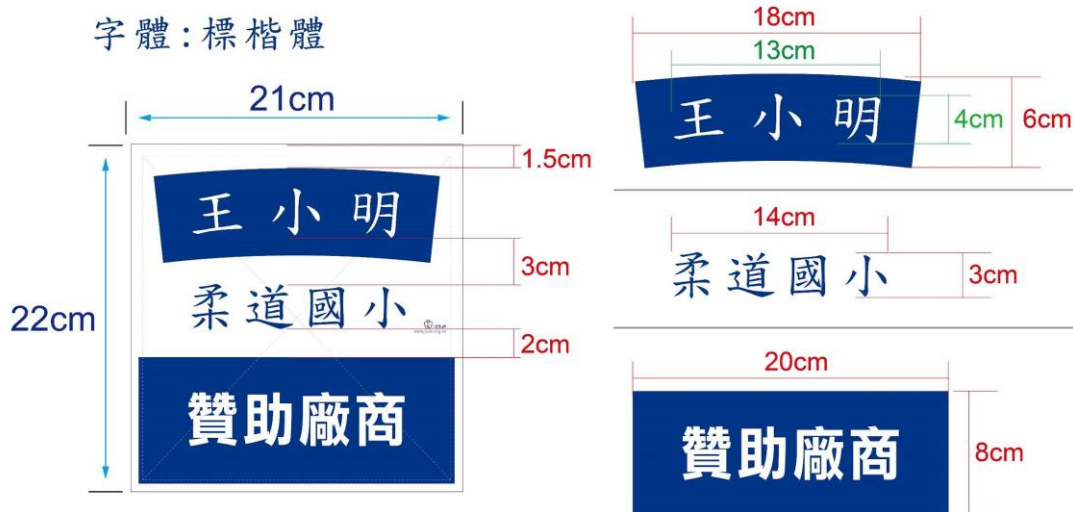 字體:標楷體
21cm
1.5cm
王小明
3cm
柔道國小
2cm
22cm
贊助廠商
18cm
13cm
王小明
4cm
6cm
14cm
柔道國小
3cm
20cm
贊助廠商
8cm